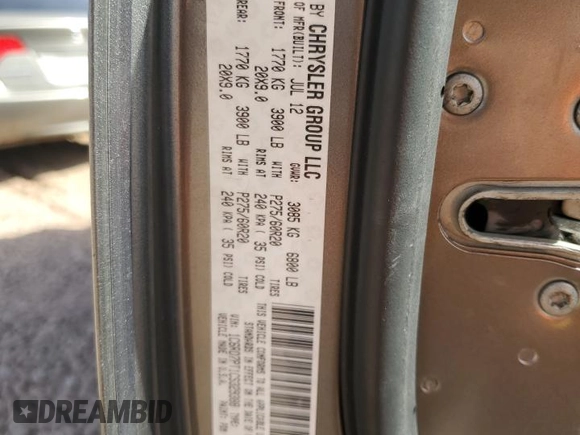 BY CHRYSLER GROUP LLC
OF MFR(BUILT): JUL 12 GVWR: 3085 KG 6800 LB
FRONT: 1770 KG 3900 LB WITH P275/60R20 TIRES
20X9.0 RIMS AT 240 KPA ( 35 PSI) COLD
REAR: 1770 KG 3900 LB WITH P275/60R20 TIRES
20X9.0 RIMS AT 240 KPA ( 35 PSI) COLD
THIS VEHICLE CONFORMS TO ALL APPLICABLE
STANDARDS IN EFFECT ON THE DATE OF
VIN:
VEHICLE MADE IN U.S.A. PAINT:
DREAMBID